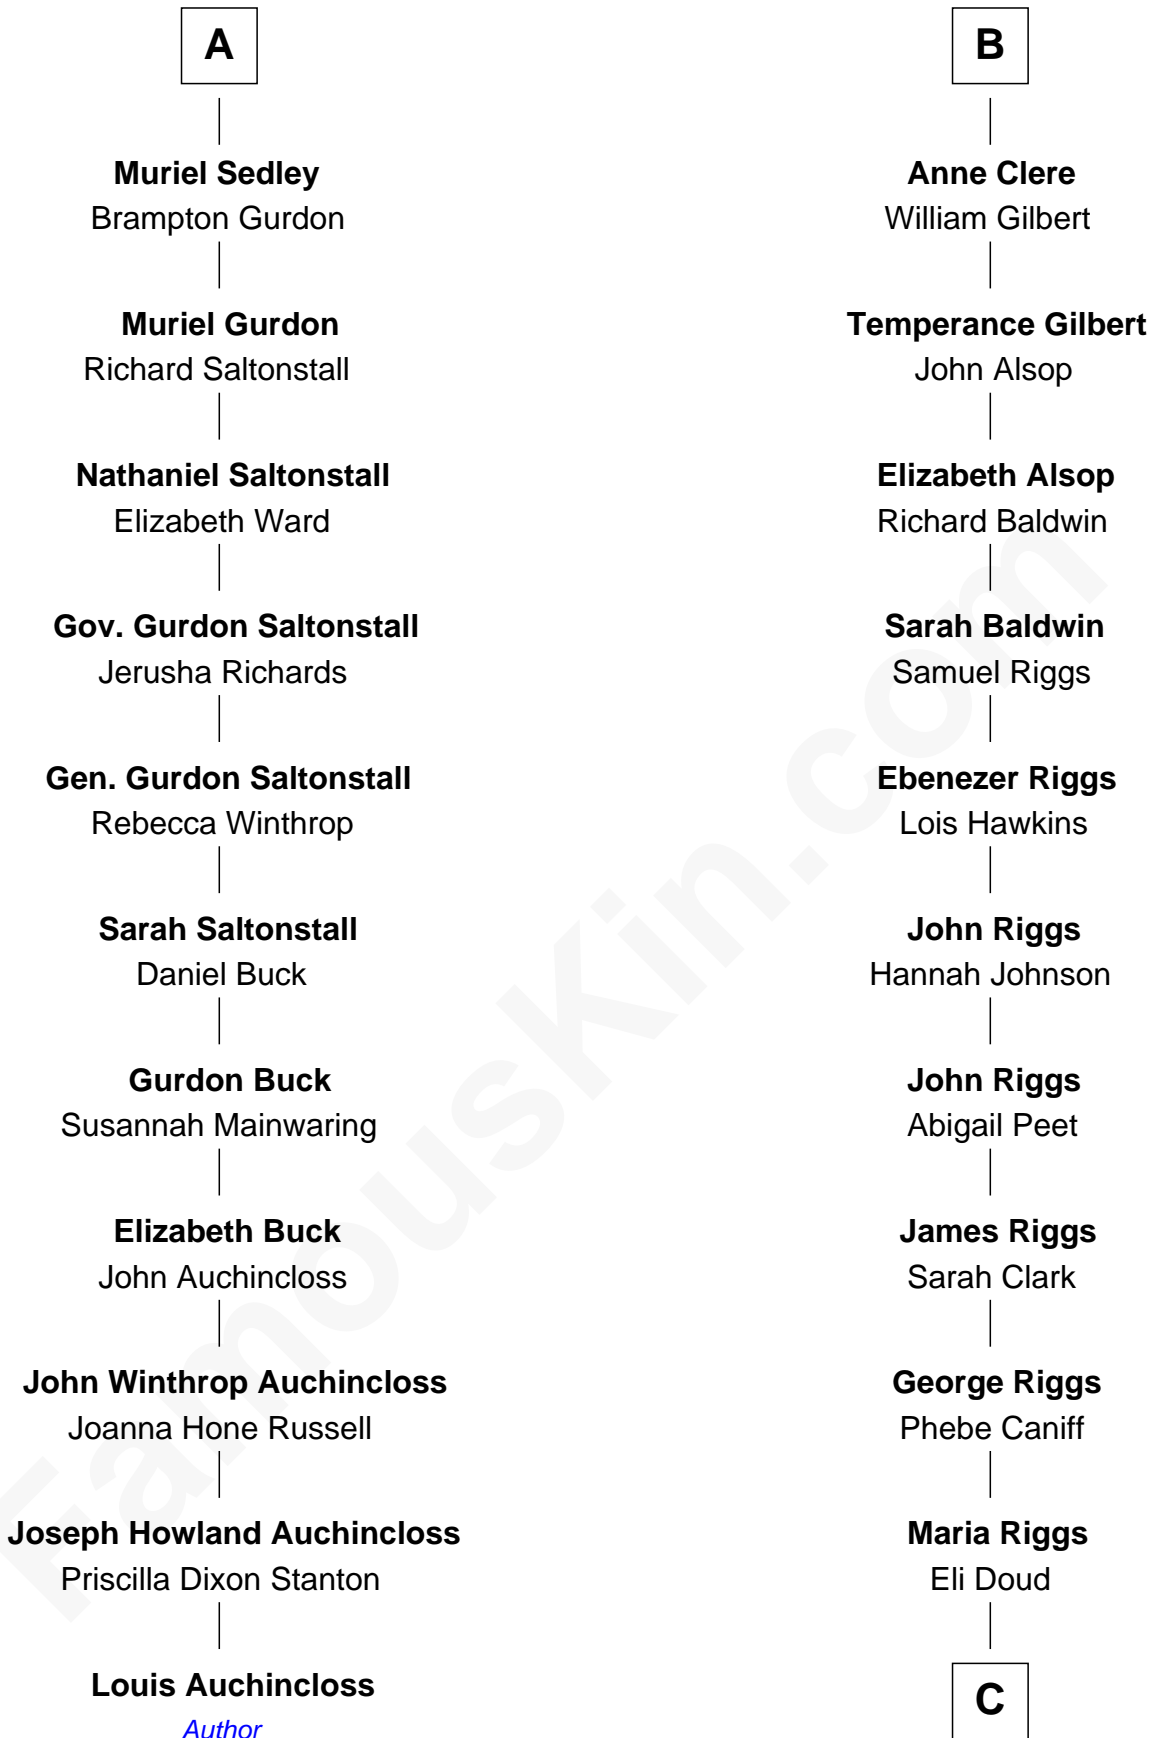 A
Muriel Sedley
Brampton Gurdon
Muriel Gurdon
Richard Saltonstall
Nathaniel Saltonstall
Elizabeth Ward
Gov. Gurdon Saltonstall
Jerusha Richards
Gen. Gurdon Saltonstall
Rebecca Winthrop
Sarah Saltonstall
Daniel Buck
Gurdon Buck
Susannah Mainwaring
Elizabeth Buck
John Auchincloss
John Winthrop Auchincloss
Joanna Hone Russell
Joseph Howland Auchincloss
Priscilla Dixon Stanton
Louis Auchincloss
Author
B
Anne Clere
William Gilbert
Temperance Gilbert
John Alsop
Elizabeth Alsop
Richard Baldwin
Sarah Baldwin
Samuel Riggs
Ebenezer Riggs
Lois Hawkins
John Riggs
Hannah Johnson
John Riggs
Abigail Peet
James Riggs
Sarah Clark
George Riggs
Phebe Caniff
Maria Riggs
Eli Doud
C
FamousKin.com